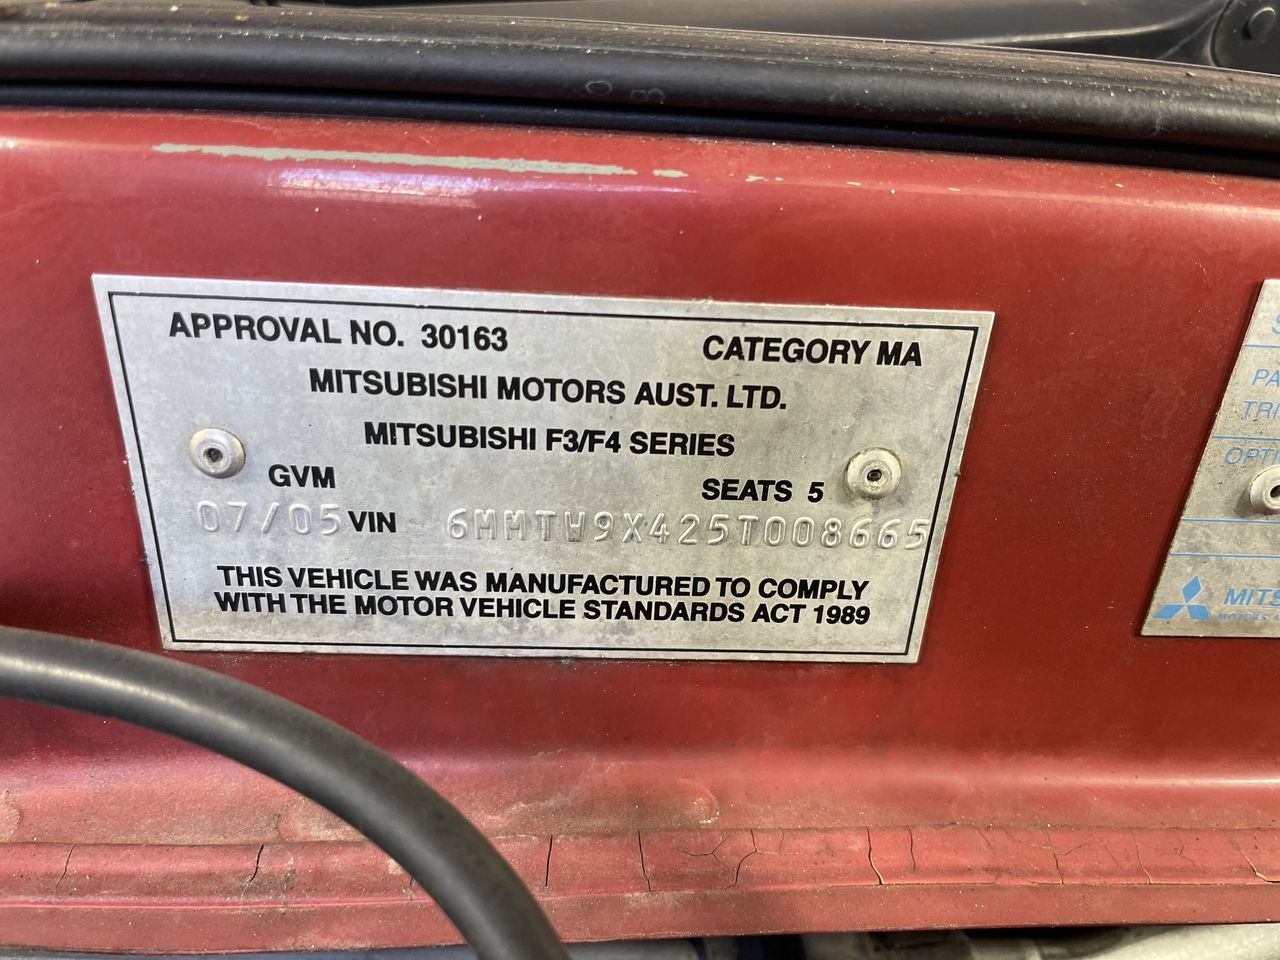 APPROVAL NO. 30163 CATEGORY MA
MITSUBISHI MOTORS AUST. LTD.
MITSUBISHI F3/F4 SERIES
GVM SEATS 5
07/05 VIN 6MMTW9X425T008665
THIS VEHICLE WAS MANUFACTURED TO COMPLY
WITH THE MOTOR VEHICLE STANDARDS ACT 1989